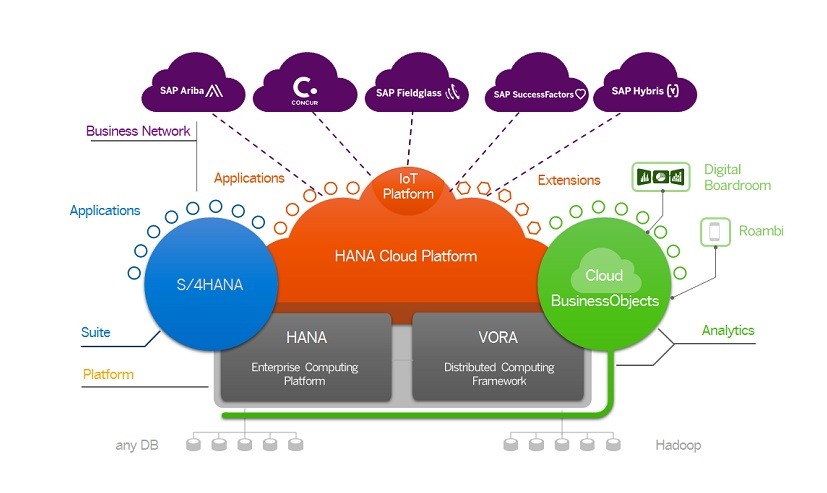 SAP Ariba
C.
CONCUR
SAP Fieldglass
SAP SuccessFactors
SAP Hybris
Business Network
Applications
IoT
Platform
Extensions
Digital
Boardroom
Applications
Roambi
HANA Cloud Platform
S/4HANA
Cloud
BusinessObjects
Suite
HANA
VORA
Analytics
Platform
Enterprise Computing
Platform
Distributed Computing
Framework
any DB
Hadoop